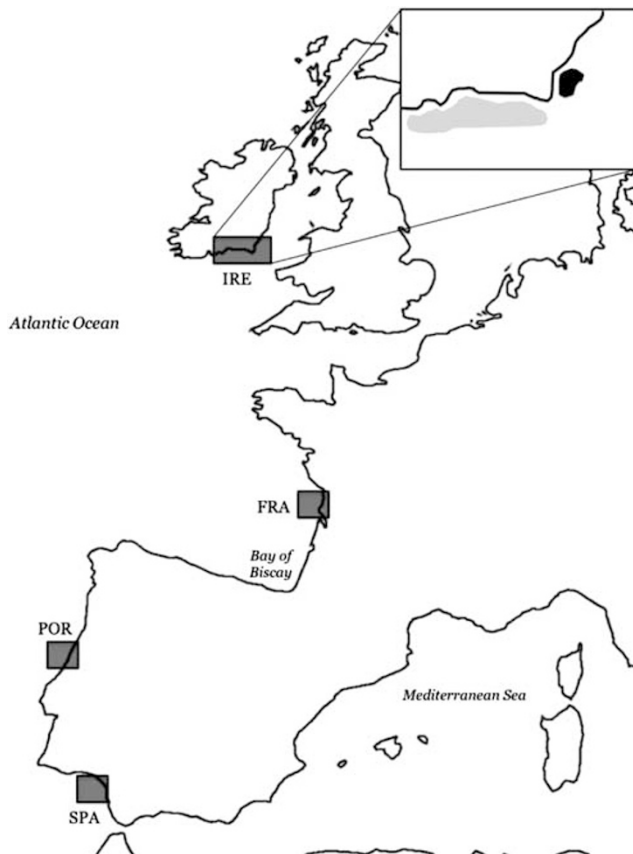 IRE
Atlantic Ocean
FRA
Bay of
Biscay
POR
Mediterranean Sea
SPA